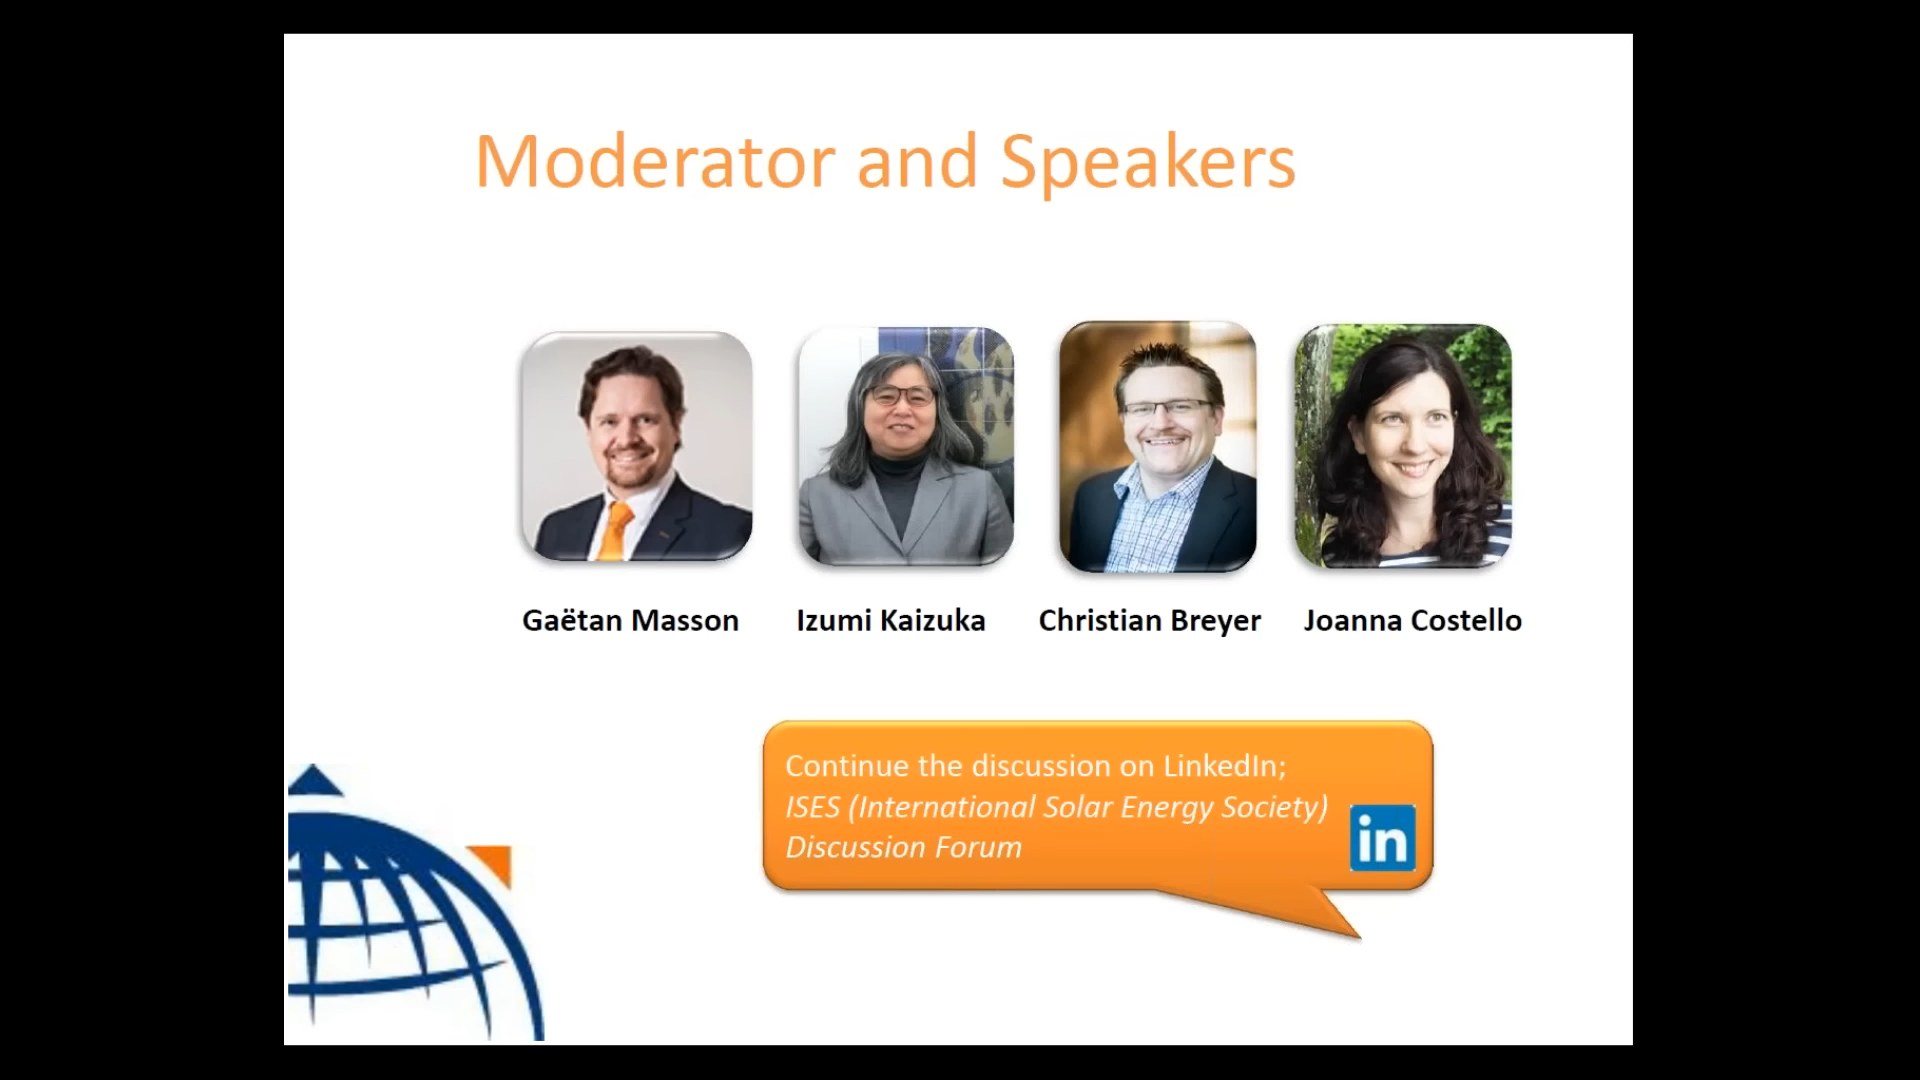 Moderator and Speakers
Gaëtan Masson
Izumi Kaizuka
Christian Breyer
Joanna Costello
Continue the discussion on LinkedIn;
ISES (International Solar Energy Society)
Discussion Forum
in